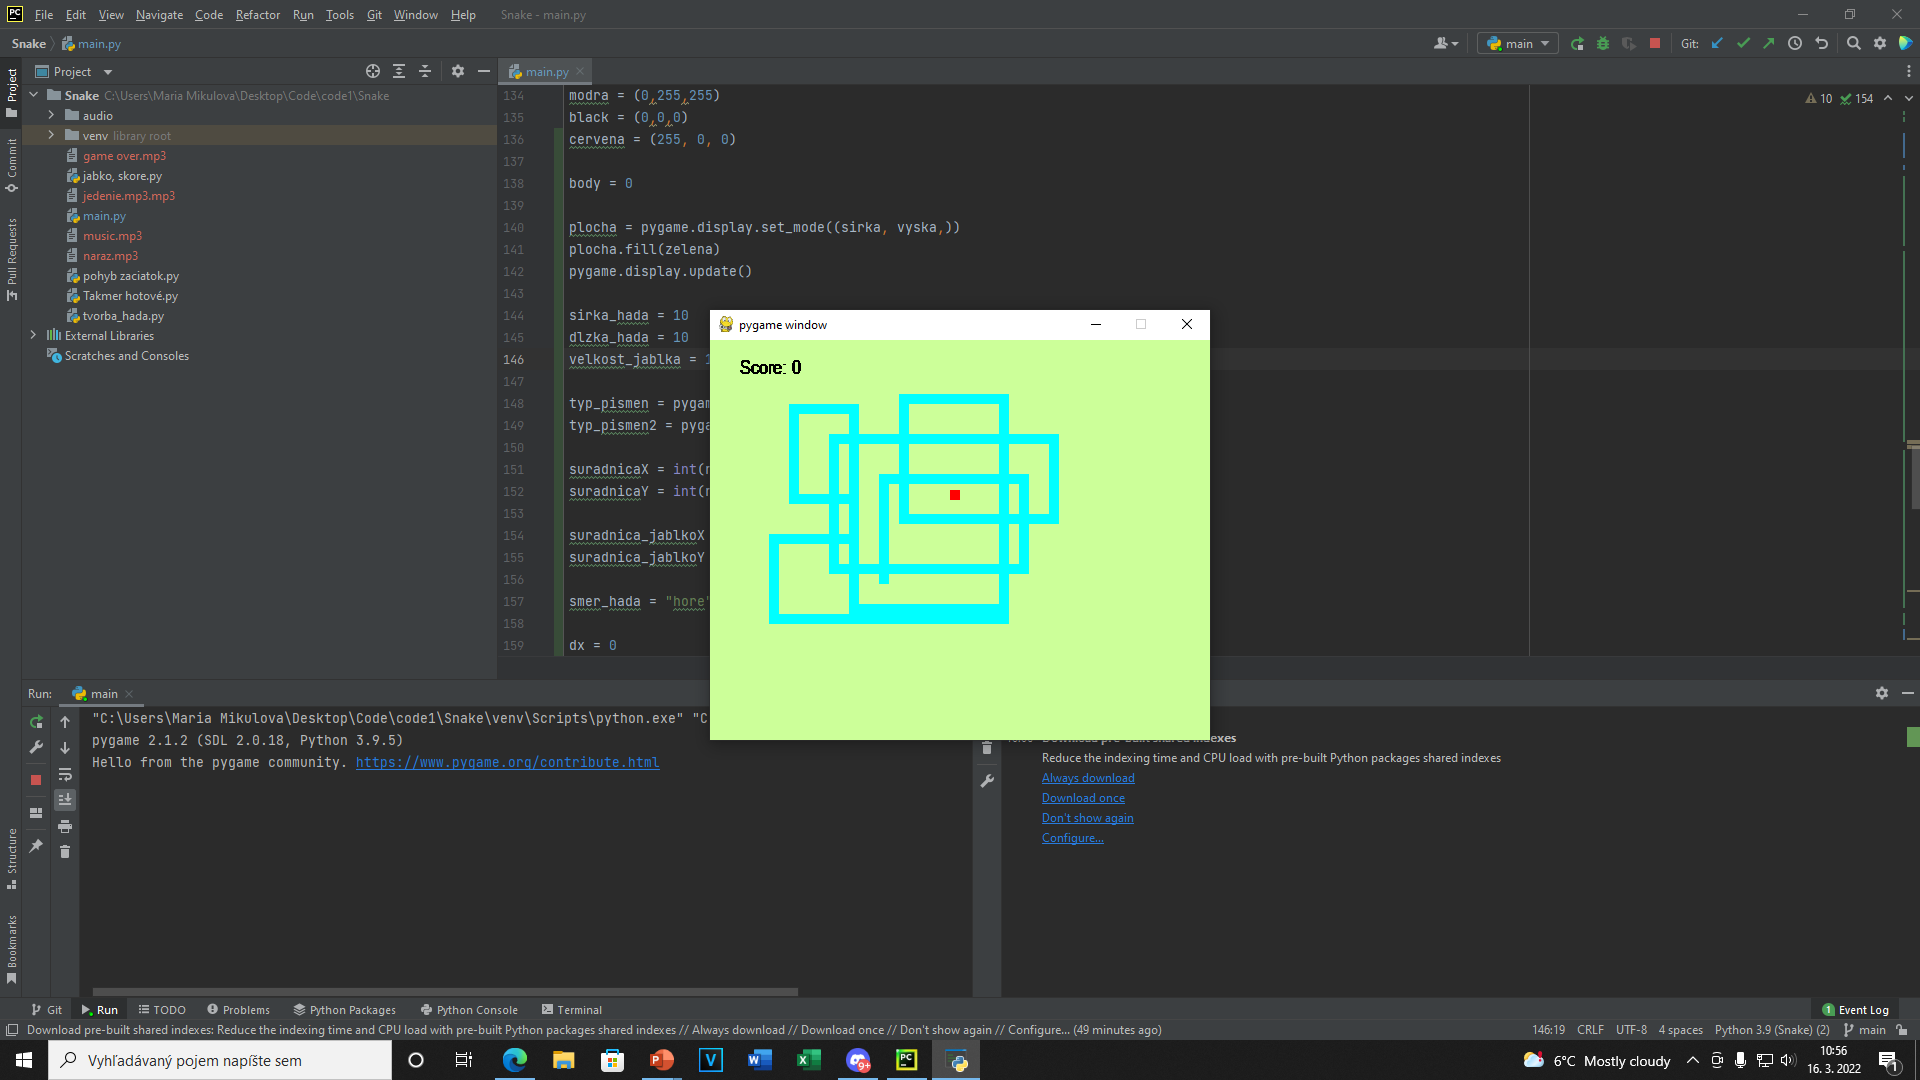 File Edit View Navigate Code Refactor Run Tools Git Window Help Snake - main.py
Snake main.py main Git:
Project main.py
Snake C:\Users\Maria Mikulova\Desktop\Code\code1\Snake
audio
venv library root
game over.mp3
jabko, skore.py
jedenie.mp3.mp3
main.py
music.mp3
naraz.mp3
pohyb zaciatok.py
Takmer hotové.py
tvorba_hada.py
External Libraries
Scratches and Consoles
Project
Commit
Pull Requests
Structure
Bookmarks
10 154
134 modra = (0,255,255)
135 black = (0,0,0)
136 cervena = (255, 0, 0)
137
138 body = 0
139
140 plocha = pygame.display.set_mode((sirka, vyska,))
141 plocha.fill(zelena)
142 pygame.display.update()
143
144 sirka_hada = 10
145 dlzka_hada = 10
146 velkost_jablka =
147
148 typ_pismen =
149 typ_pismen2 =
150
151 suradnicaX = int(
152 suradnicaY = int(
153
154 suradnica_jablkoX
155 suradnica_jablkoY
156
157 smer_hada = "hore"
158
159 dx = 0
pygame window
Score: 0
Run: main
"C:\Users\Maria Mikulova\Desktop\Code\code1\Snake\venv\Scripts\python.exe" "C
pygame 2.1.2 (SDL 2.0.18, Python 3.9.5)
Hello from the pygame community. https://www.pygame.org/contribute.html
Reduce the indexing time and CPU load with pre-built Python packages shared indexes
Always download
Download once
Don't show again
Configure...
Git Run TODO Problems Python Packages Python Console Terminal 1 Event Log
Download pre-built shared indexes: Reduce the indexing time and CPU load with pre-built Python packages shared indexes // Always download // Download once // Don't show again // Configure... (49 minutes ago) 146:19 CRLF UTF-8 4 spaces Python 3.9 (Snake) (2) main
Vyhľadávaný pojem napíšte sem 9+ 6°C Mostly cloudy 10:56
16. 3. 2022 1